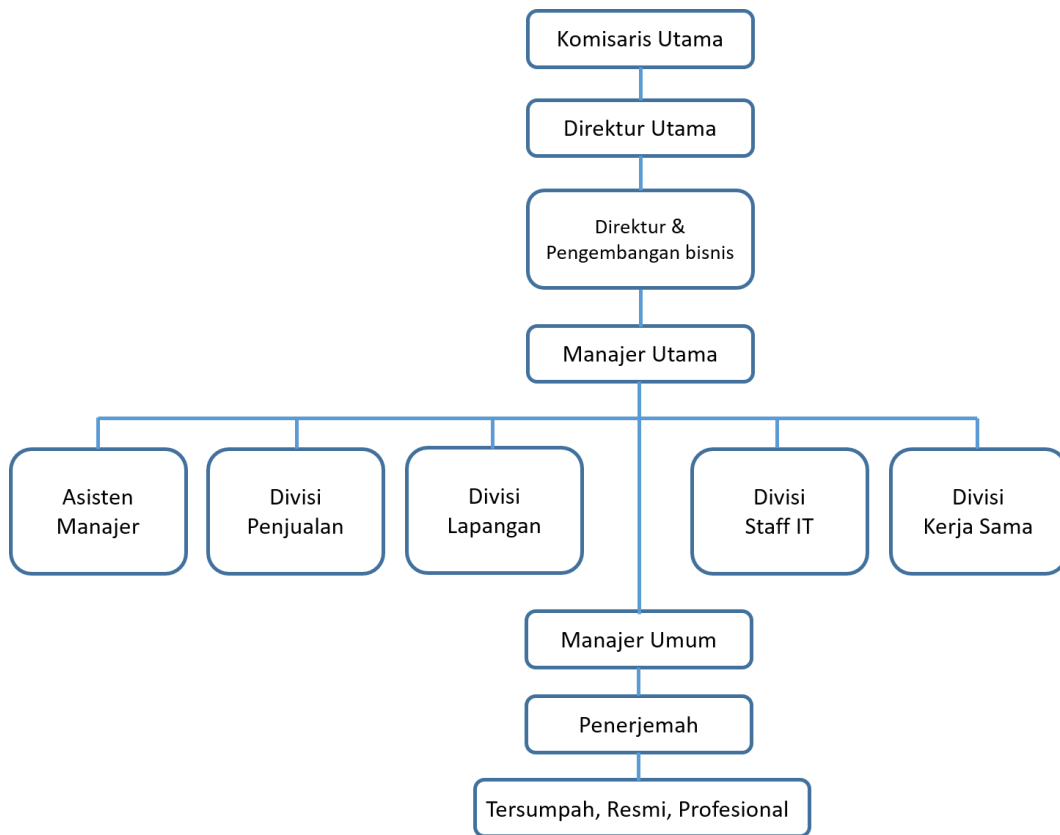 Komisaris Utama
Direktur Utama
Direktur &
Pengembangan bisnis
Manajer Utama
Asisten
Manajer
Divisi
Penjualan
Divisi
Lapangan
Divisi
Staff IT
Divisi
Kerja Sama
Manajer Umum
Penerjemah
Tersumpah, Resmi, Profesional